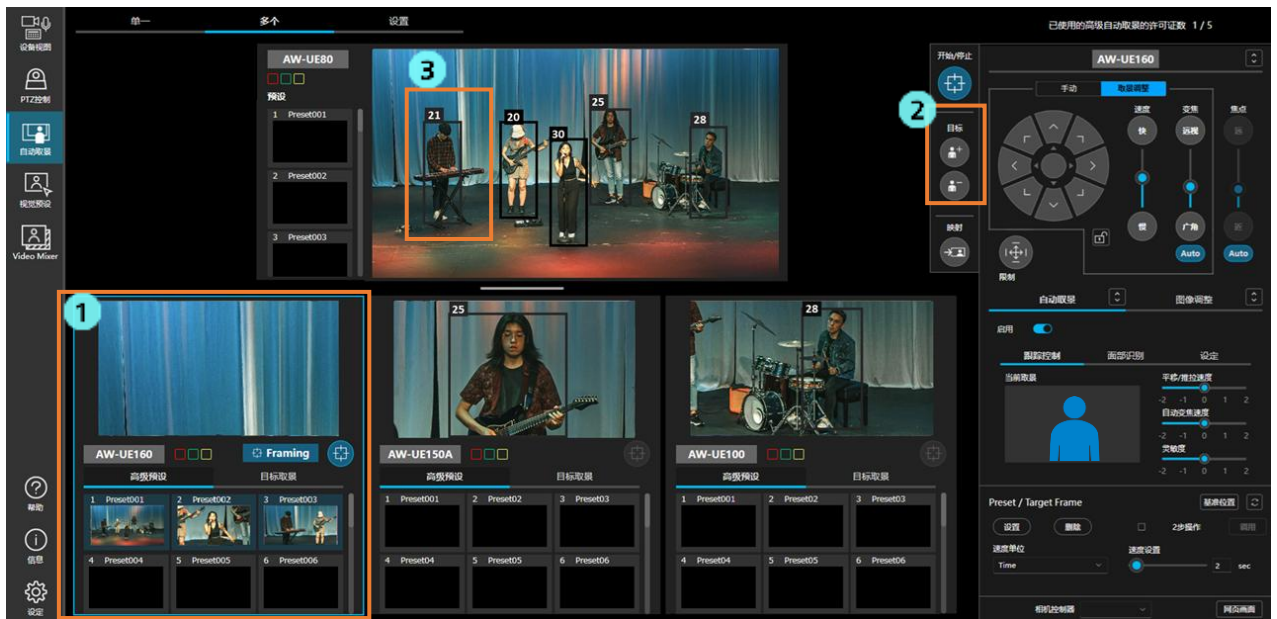 设备视图
PTZ控制
自动取景
视觉预设
Video Mixer
帮助
信息
设定
单一
多个
设置
已使用的高级自动取景的许可证数 1 / 5
AW-UE80
预设
1 Preset001
2 Preset002
3 Preset003
3
21
20
30
25
28
开始/停止
2
目标
映射
AW-UE160
手动
取景调整
速度
变焦
焦点
快
远视
远
慢
广角
近
Auto
Auto
限制
自动取景
图像调整
启用
跟踪控制
面部识别
设定
当前取景
平移/推拉速度
-2 -1 0 1 2
自动变焦速度
-2 -1 0 1 2
灵敏度
-2 -1 0 1 2
Preset / Target Frame
基准位置
设置
删除
2步操作
调用
速度单位
速度设置
Time
2 sec
相机控制器
网页画面
1
AW-UE160
Framing
高级预设
目标取景
1 Preset001
2 Preset002
3 Preset003
4 Preset004
5 Preset005
6 Preset006
25
AW-UE150A
高级预设
目标取景
1 Preset001
2 Preset02
3 Preset03
4 Preset04
5 Preset05
6 Preset06
28
AW-UE100
高级预设
目标取景
1 Preset001
2 Preset02
3 Preset03
4 Preset04
5 Preset05
6 Preset06